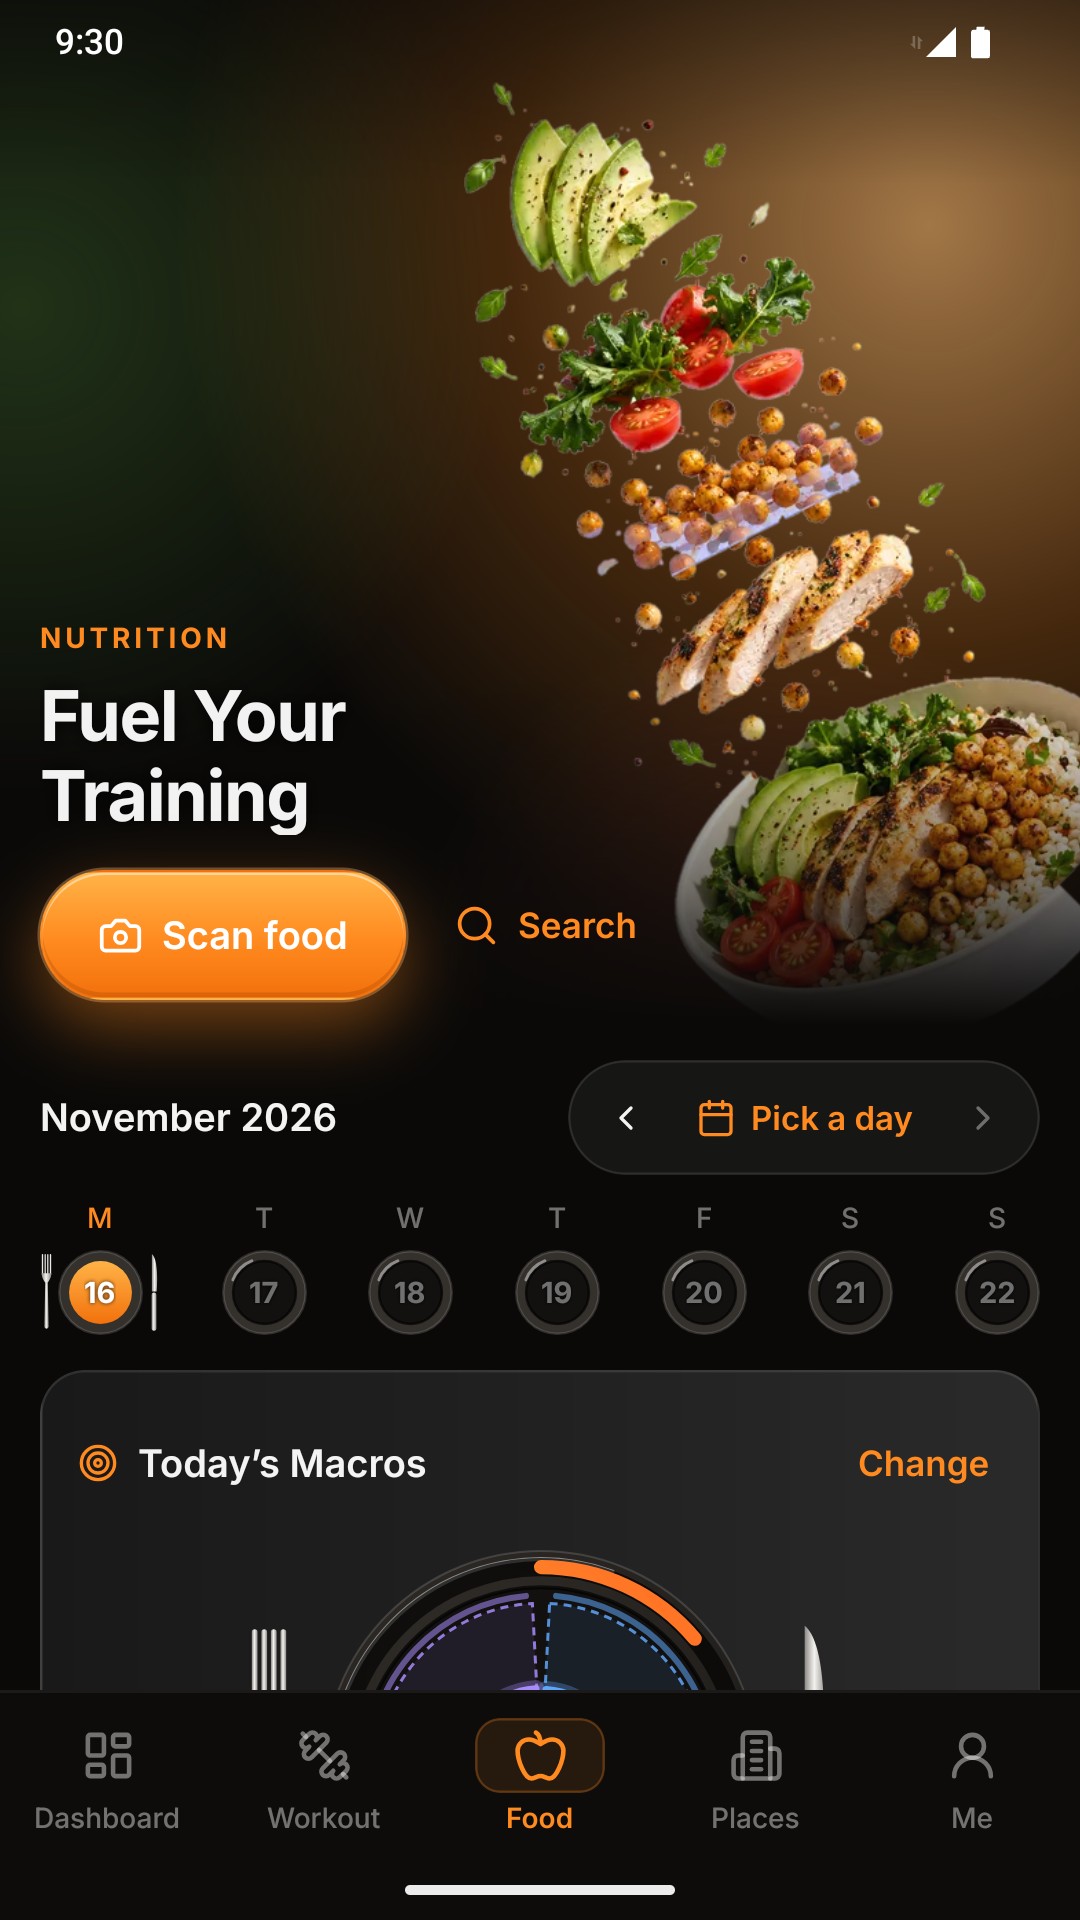 9:30
NUTRITION
Fuel Your
Training
Scan food
Search
November 2026
Pick a day
M T W T F S S
16 17 18 19 20 21 22
Today’s Macros
Change
Dashboard
Workout
Food
Places
Me